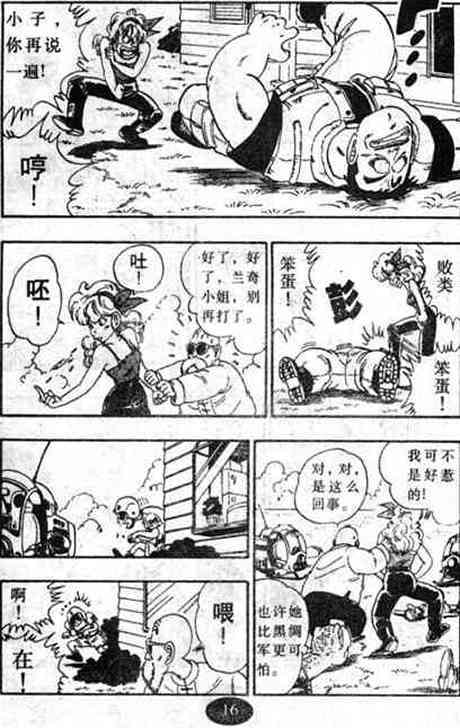 小子，
你再说
一遍!
哼！
败类
笨蛋！
笨蛋！
彭
好了，好
了，兰奇
小姐，别
再打了。
吐！
呸！
我可不
是好惹
的!
对，对，
是这么
回事。
也许她
比黑惆
军更可
怕。
喂！
啊！
在！
16